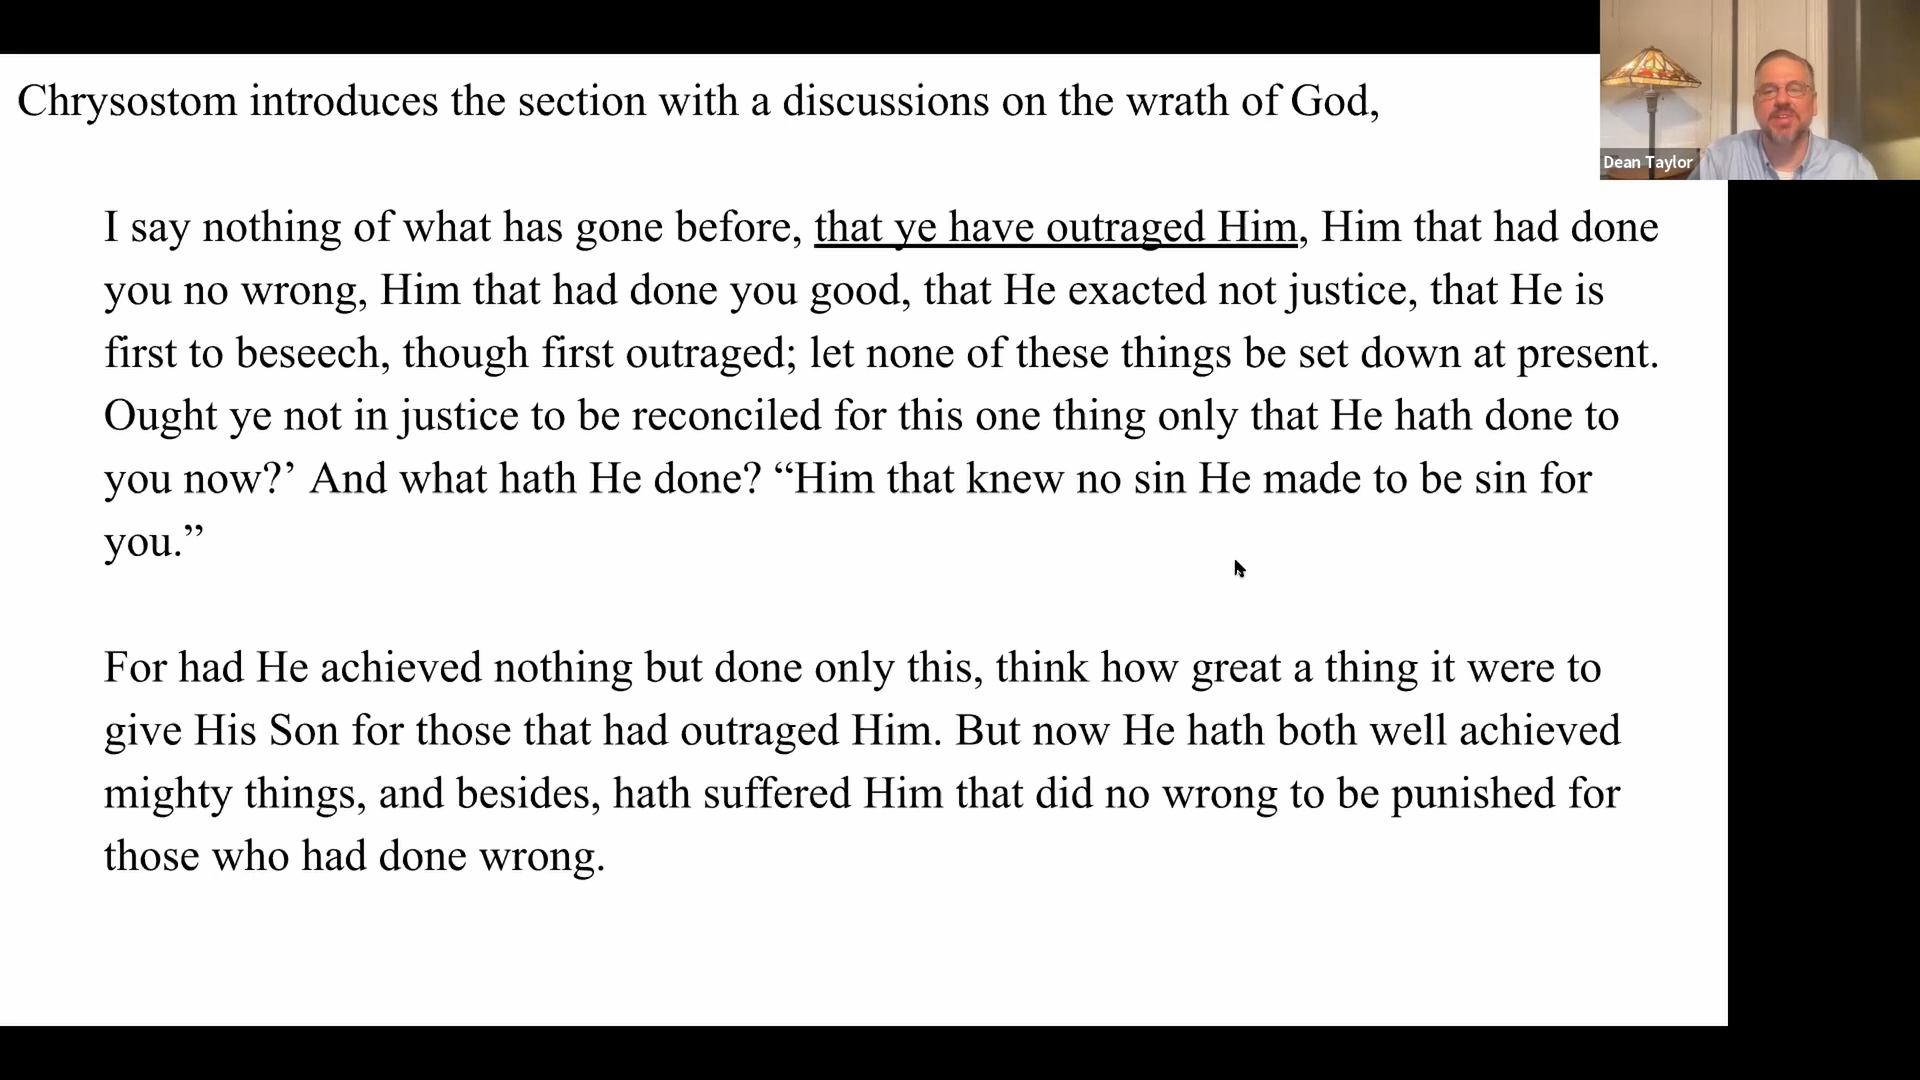 Chrysostom introduces the section with a discussions on the wrath of God,
Dean Taylor
I say nothing of what has gone before, that ye have outraged Him, Him that had done
you no wrong, Him that had done you good, that He exacted not justice, that He is
first to beseech, though first outraged; let none of these things be set down at present.
Ought ye not in justice to be reconciled for this one thing only that He hath done to
you now?’ And what hath He done? “Him that knew no sin He made to be sin for
you.”
For had He achieved nothing but done only this, think how great a thing it were to
give His Son for those that had outraged Him. But now He hath both well achieved
mighty things, and besides, hath suffered Him that did no wrong to be punished for
those who had done wrong.